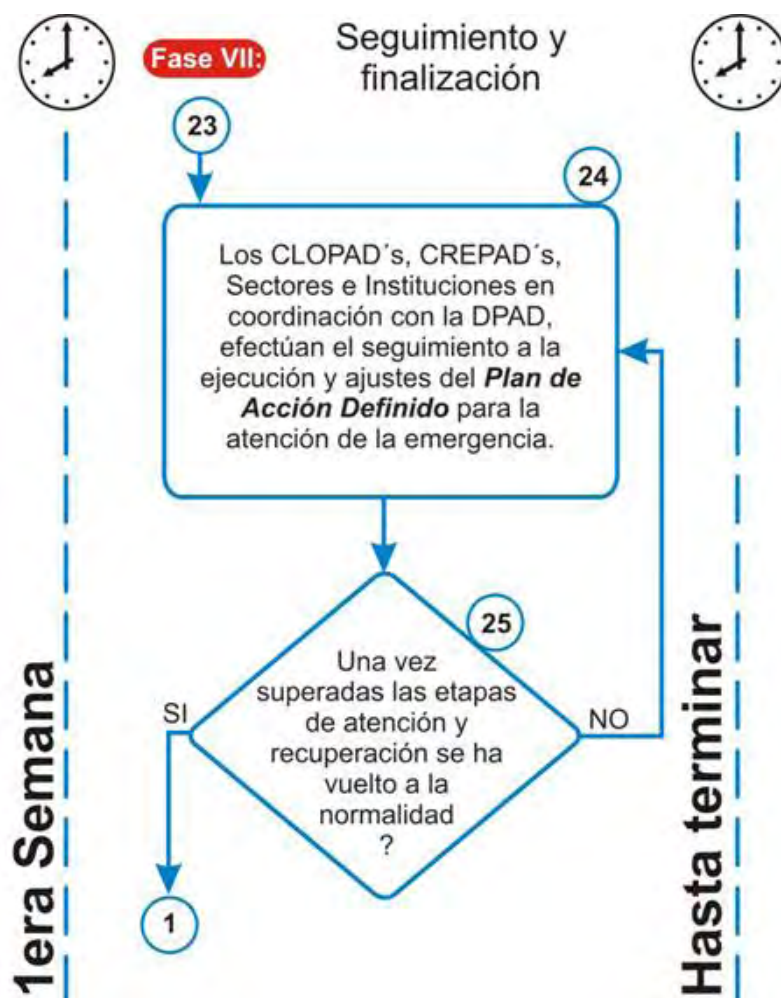 Fase VII:
Seguimiento y
finalización
23
24
Los CLOPAD´s, CREPAD´s,
Sectores e Instituciones en
coordinación con la DPAD,
efectúan el seguimiento a la
ejecución y ajustes del Plan de
Acción Definido para la
atención de la emergencia.
25
Una vez
superadas las etapas
de atención y
recuperación se ha
vuelto a la
normalidad
?
SI
NO
1
1era Semana
Hasta terminar